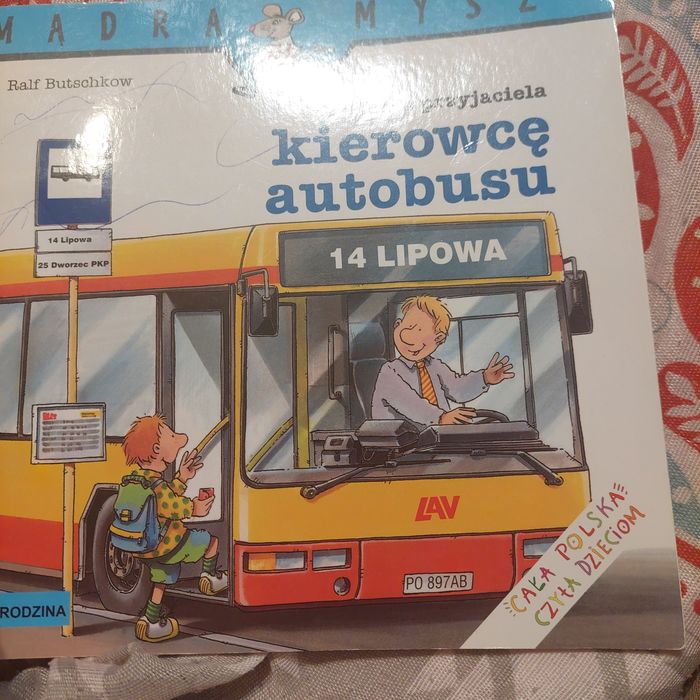 MĄDRA MYSZ
Ralf Butschkow
przyjaciela
kierowcę
autobusu
14 Lipowa
25 Dworzec PKP
14 LIPOWA
LAV
PO 897AB
CAŁA POLSKA
CZYTA DZIECIOM
RODZINA